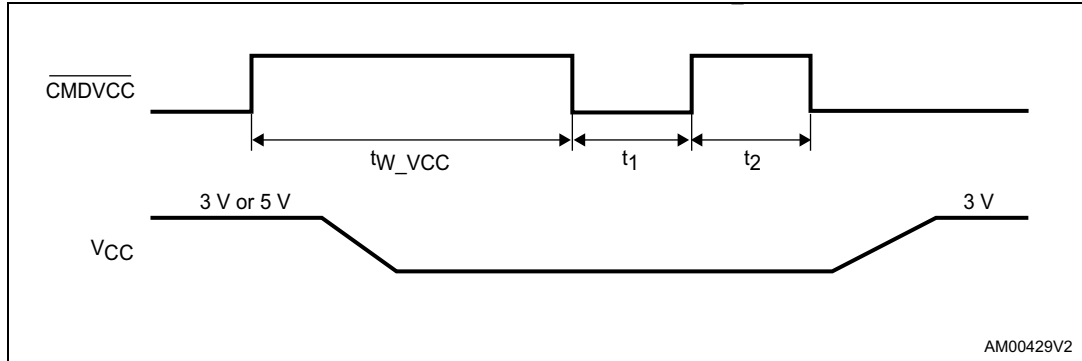 CMDVCC
tW_VCC
t1
t2
3 V or 5 V
3 V
VCC
AM00429V2